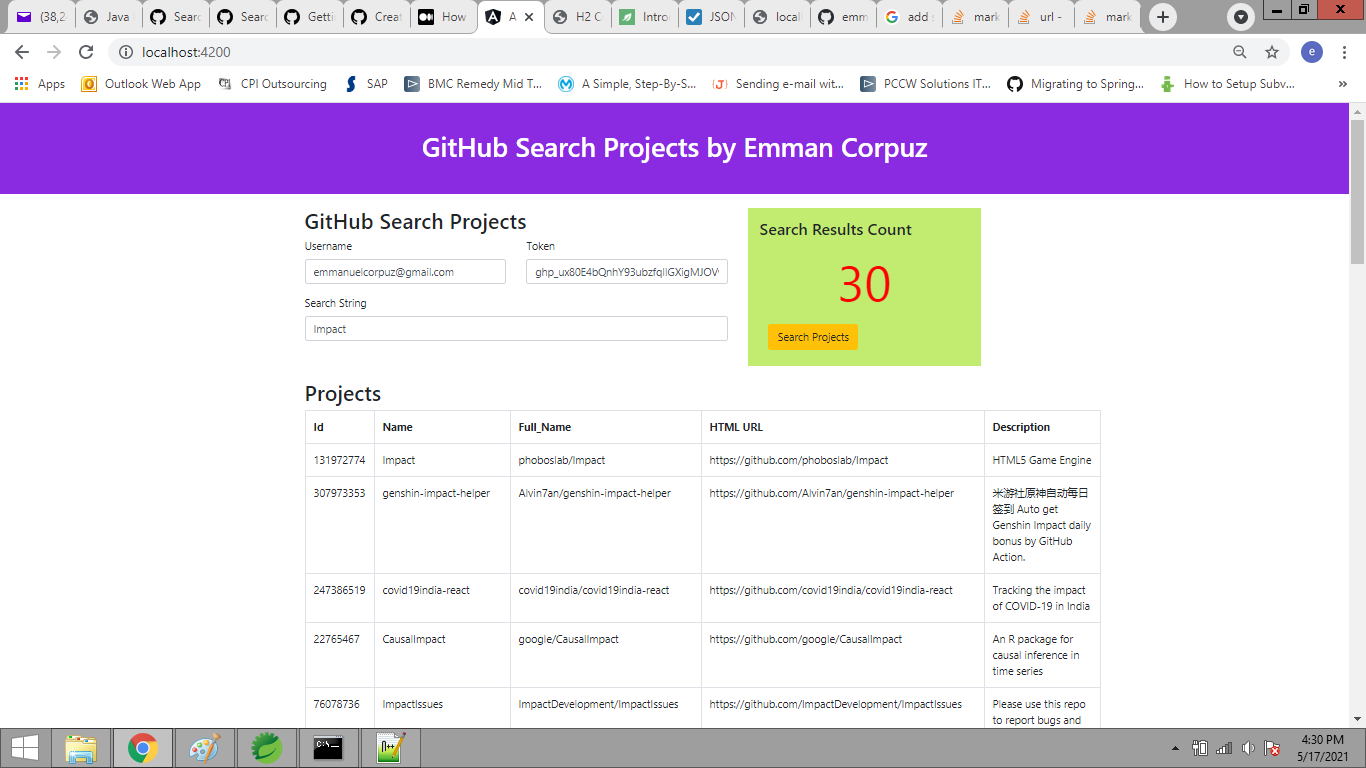 (38,2
Java
Searc
Searc
Getti
Creat
How
A
H2 C
Intro
JSON
local
emm
add s
mark
url -
mark
localhost:4200
e
Apps
Outlook Web App
CPI Outsourcing
SAP
BMC Remedy Mid T...
A Simple, Step-By-S...
Sending e-mail wit...
PCCW Solutions IT...
Migrating to Spring...
How to Setup Subv...
»
GitHub Search Projects by Emman Corpuz
GitHub Search Projects
Username
Token
emmanuelcorpuz@gmail.com
Search String
Impact
Search Results Count
30
Search Projects
Projects
Id Name Full_Name HTML URL Description
131972774 Impact phoboslab/Impact https://github.com/phoboslab/Impact HTML5 Game Engine
307973353 genshin-impact-helper Alvin7an/genshin-impact-helper https://github.com/Alvin7an/genshin-impact-helper 米游社原神自动每日
签到 Auto get
Genshin Impact daily
bonus by GitHub
Action.
247386519 covid19india-react covid19india/covid19india-react https://github.com/covid19india/covid19india-react Tracking the impact
of COVID-19 in India
22765467 CausalImpact google/CausalImpact https://github.com/google/CausalImpact An R package for
causal inference in
time series
76078736 ImpactIssues ImpactDevelopment/ImpactIssues https://github.com/ImpactDevelopment/ImpactIssues Please use this repo
to report bugs and
4:30 PM
5/17/2021